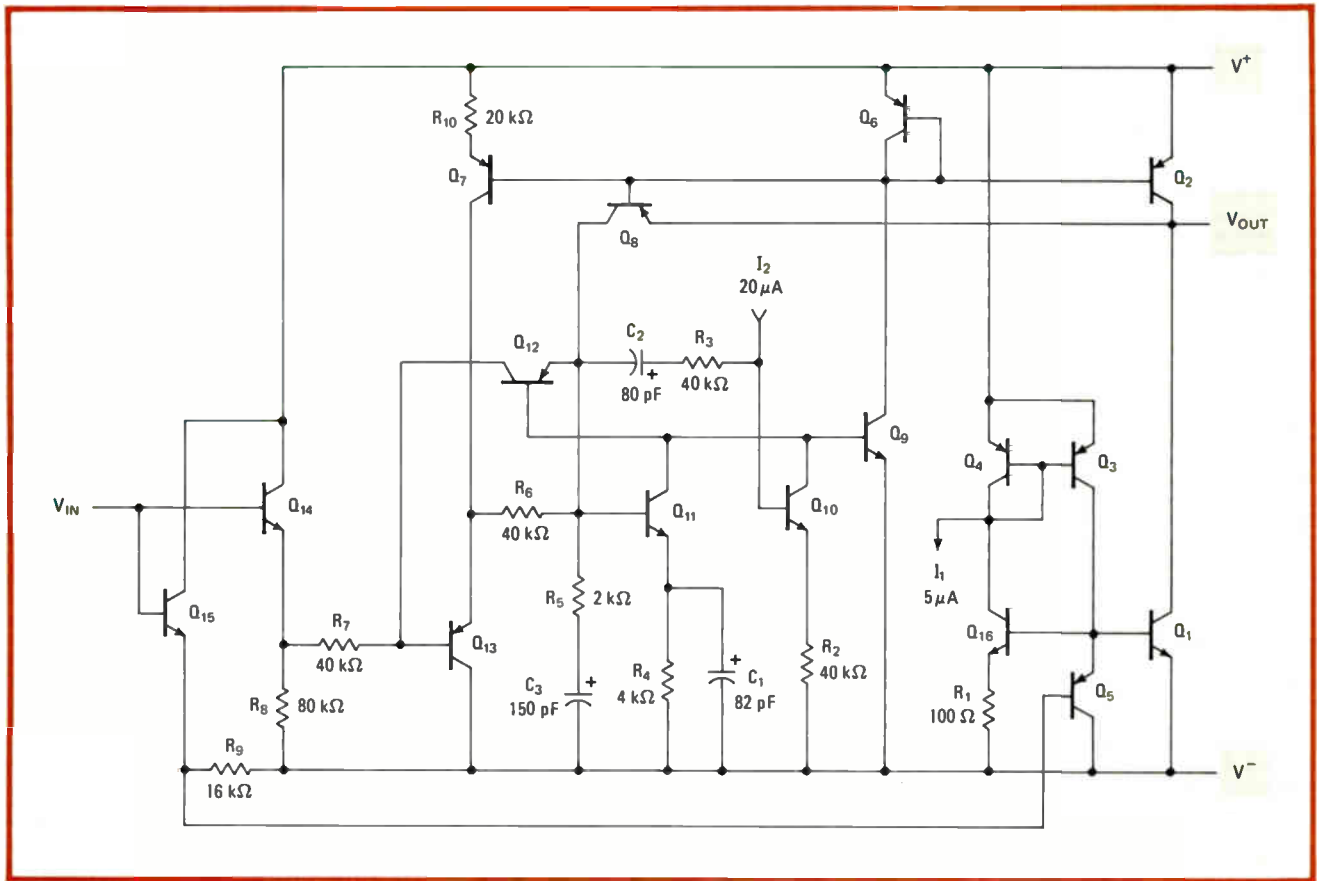 V+
R10 20 kΩ
Q6
Q7
Q2
Q8
VOUT
I2
20 μA
Q12
C2
R3
80 pF
+
40 kΩ
Q9
Q4
Q3
VIN
Q14
R6
40 kΩ
Q11
Q10
I1
5 μA
R5 2 kΩ
Q15
R7
40 kΩ
Q13
Q16
Q1
R2
40 kΩ
C3
150 pF
+
R4
4 kΩ
+
C1
82 pF
R1
100 Ω
Q5
R8 80 kΩ
R9
16 kΩ
V−